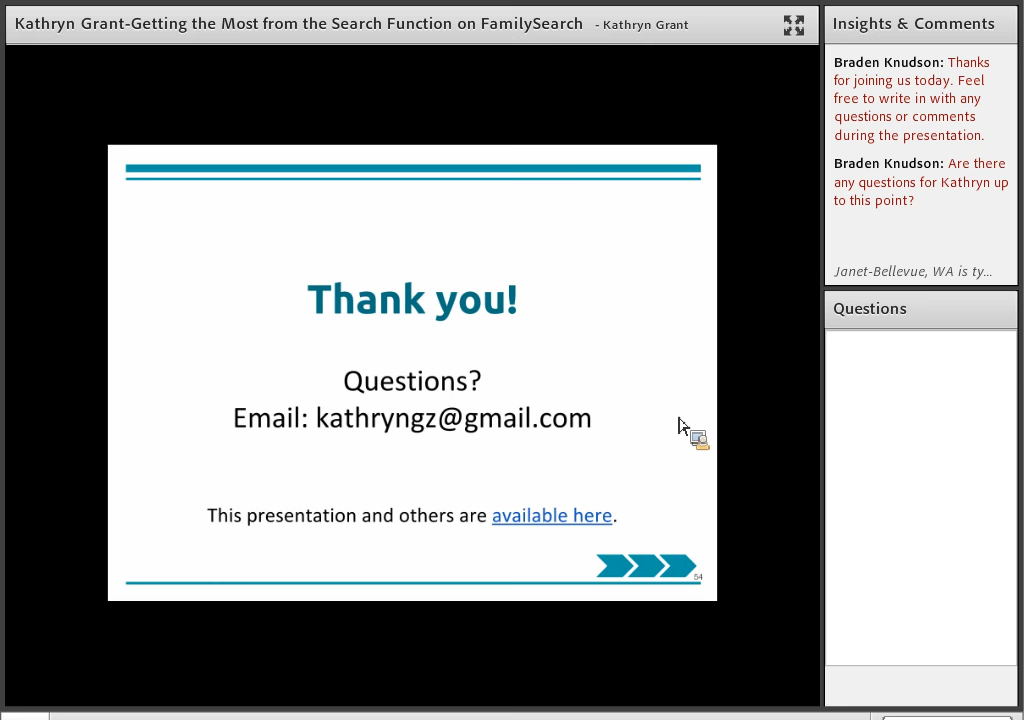 Kathryn Grant-Getting the Most from the Search Function on FamilySearch - Kathryn Grant
Thank you!
Questions?
Email: kathryngz@gmail.com
This presentation and others are available here.
54
Insights & Comments
Braden Knudson: Thanks
for joining us today. Feel
free to write in with any
questions or comments
during the presentation.
Braden Knudson: Are there
any questions for Kathryn up
to this point?
Janet-Bellevue, WA is ty...
Questions